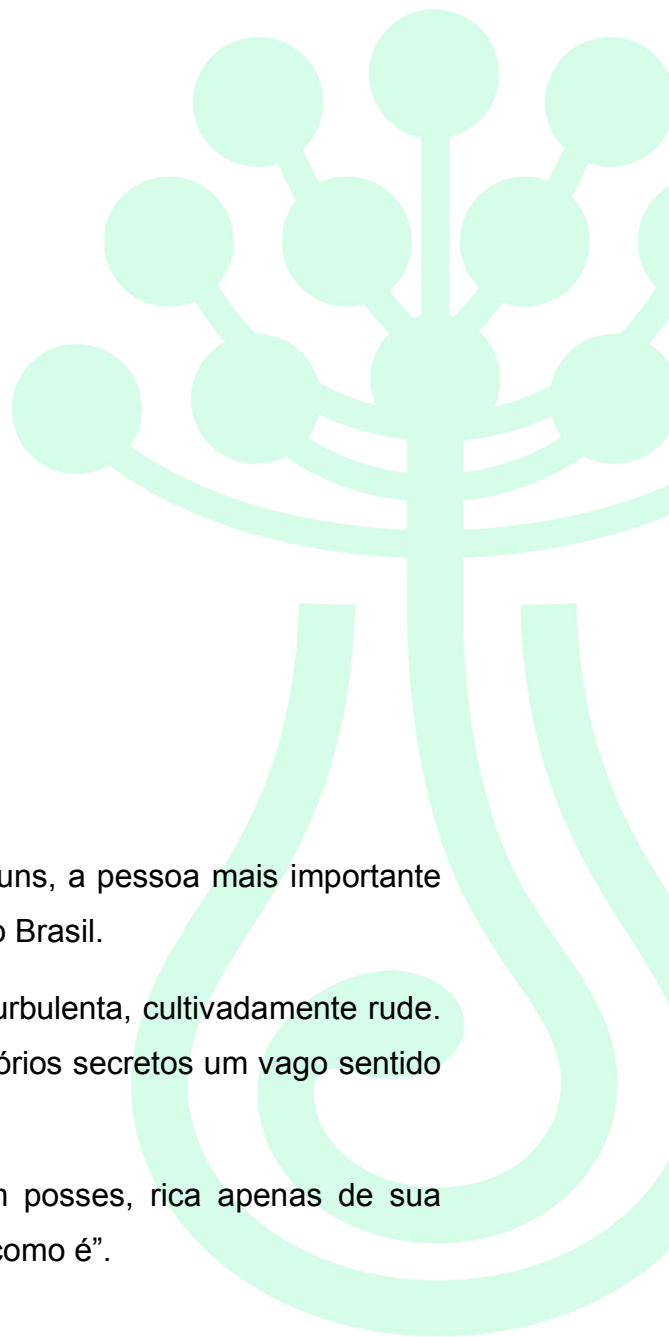 uns, a pessoa mais importante
o Brasil.
urbulenta, cultivadamente rude.
órios secretos um vago sentido
posses, rica apenas de sua
como é”.